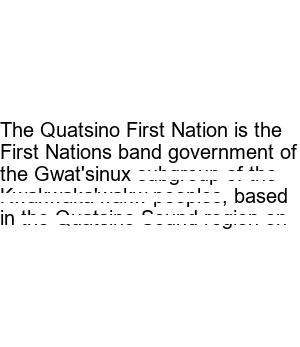 The Quatsino First Nation is the
First Nations band government of
the Gwat'sinux subgroup of the
Kwakwaka'wakw peoples, based
in the Quatsino Sound region on